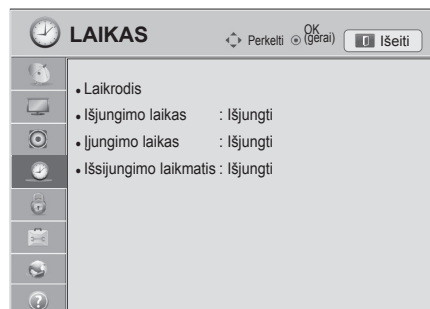 LAIKAS
Perkelti
OK
(gerai)
Išeiti
• Laikrodis
• Išjungimo laikas : Išjungti
• Įjungimo laikas : Išjungti
• Išsijungimo laikmatis : Išjungti
?